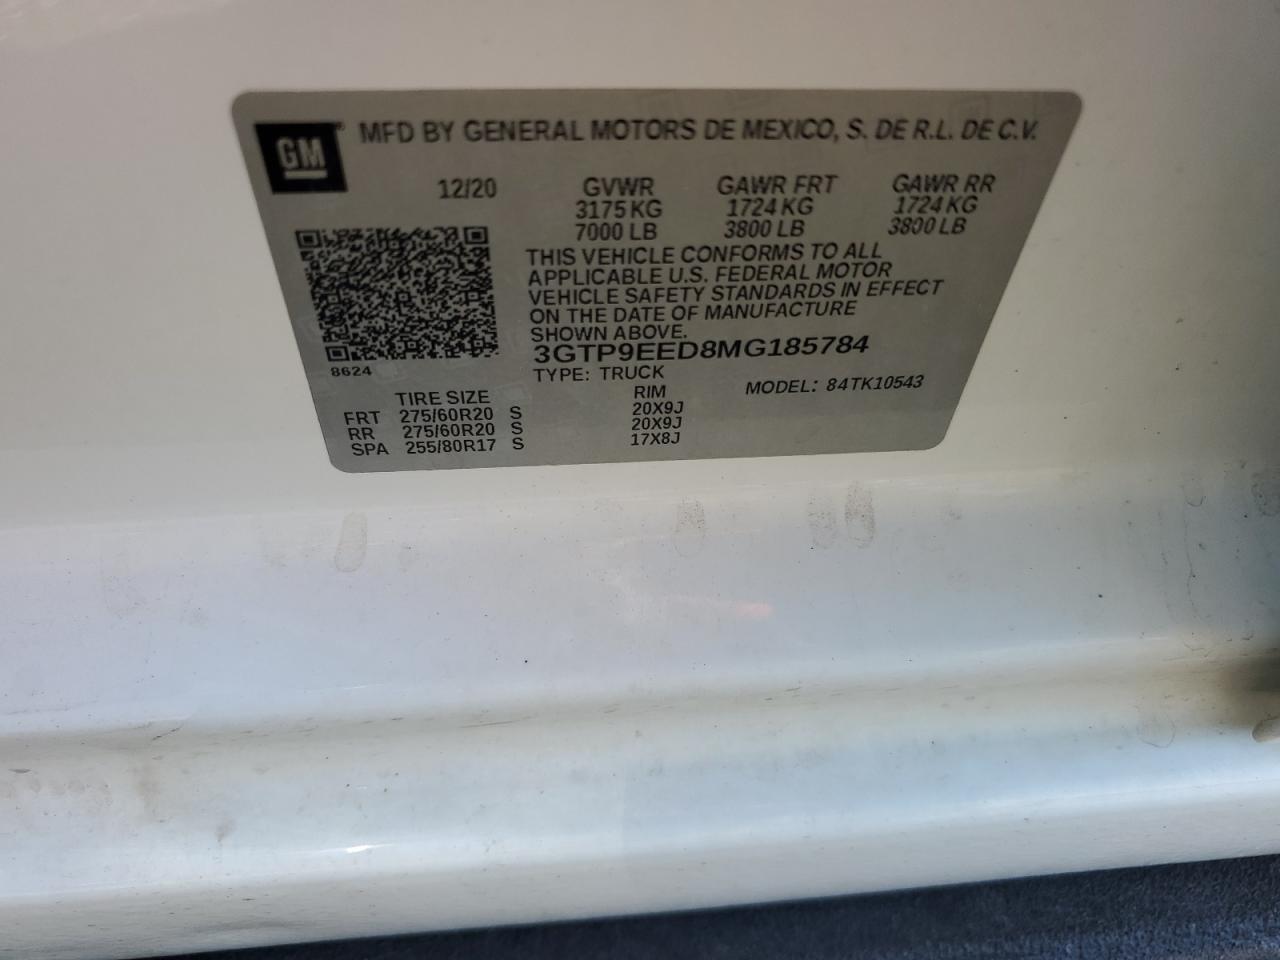 GM® MFD BY GENERAL MOTORS DE MEXICO, S. DE R.L. DE C.V.
12/20 GVWR GAWR FRT GAWR RR
3175 KG 1724 KG 1724 KG
7000 LB 3800 LB 3800 LB
THIS VEHICLE CONFORMS TO ALL
APPLICABLE U.S. FEDERAL MOTOR
VEHICLE SAFETY STANDARDS IN EFFECT
ON THE DATE OF MANUFACTURE
SHOWN ABOVE.
3GTP9EED8MG185784
8624
TYPE: TRUCK MODEL: 84TK10543
TIRE SIZE RIM
FRT 275/60R20 S 20X9J
RR 275/60R20 S 20X9J
SPA 255/80R17 S 17X8J